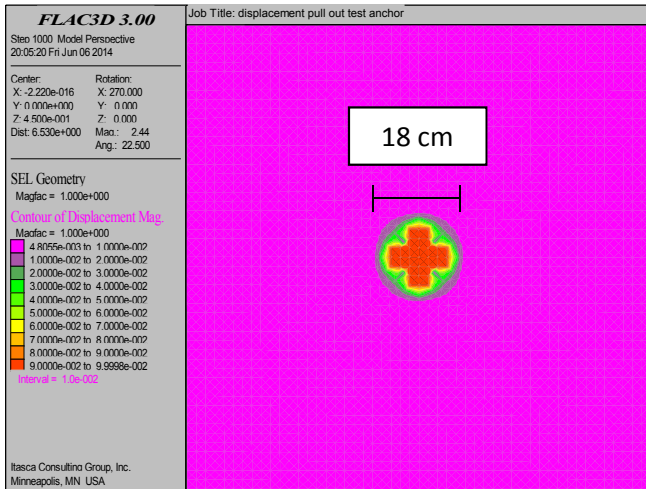 FLAC3D 3.00
Step 1000 Model Perspective
20:05:20 Fri Jun 06 2014
Center: Rotation:
X: -2.220e-016 X: 270.000
Y: 0.000e+000 Y: 0.000
Z: 4.500e-001 Z: 0.000
Dist: 6.530e+000 Mag.: 2.44
Ang.: 22.500
SEL Geometry
Magfac = 1.000e+000
Contour of Displacement Mag.
Magfac = 1.000e+000
4.8055e-003 to 1.0000e-002
1.0000e-002 to 2.0000e-002
2.0000e-002 to 3.0000e-002
3.0000e-002 to 4.0000e-002
4.0000e-002 to 5.0000e-002
5.0000e-002 to 6.0000e-002
6.0000e-002 to 7.0000e-002
7.0000e-002 to 8.0000e-002
8.0000e-002 to 9.0000e-002
9.0000e-002 to 9.9998e-002
Interval = 1.0e-002
Itasca Consulting Group, Inc.
Minneapolis, MN USA
Job Title: displacement pull out test anchor
18 cm